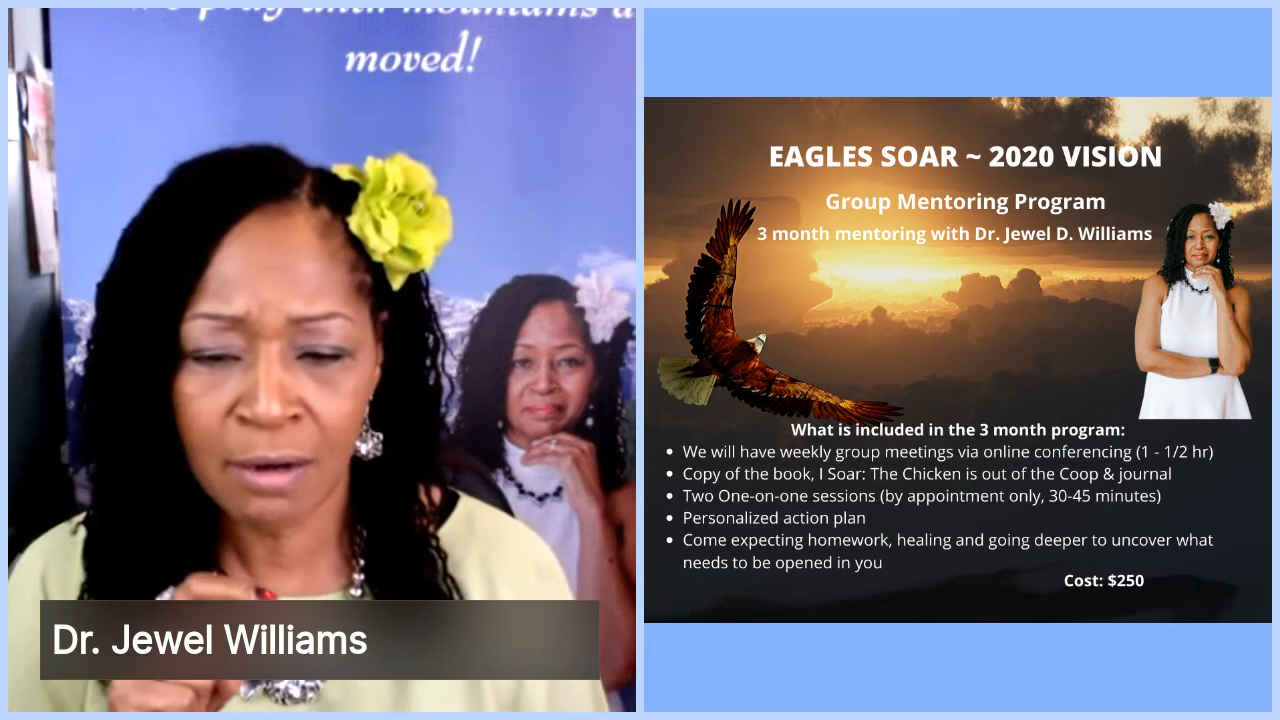 pray until mountains
moved!
Dr. Jewel Williams
EAGLES SOAR ~ 2020 VISION
Group Mentoring Program
3 month mentoring with Dr. Jewel D. Williams
What is included in the 3 month program:
• We will have weekly group meetings via online conferencing (1 - 1/2 hr)
• Copy of the book, I Soar: The Chicken is out of the Coop & journal
• Two One-on-one sessions (by appointment only, 30-45 minutes)
• Personalized action plan
• Come expecting homework, healing and going deeper to uncover what
needs to be opened in you
Cost: $250